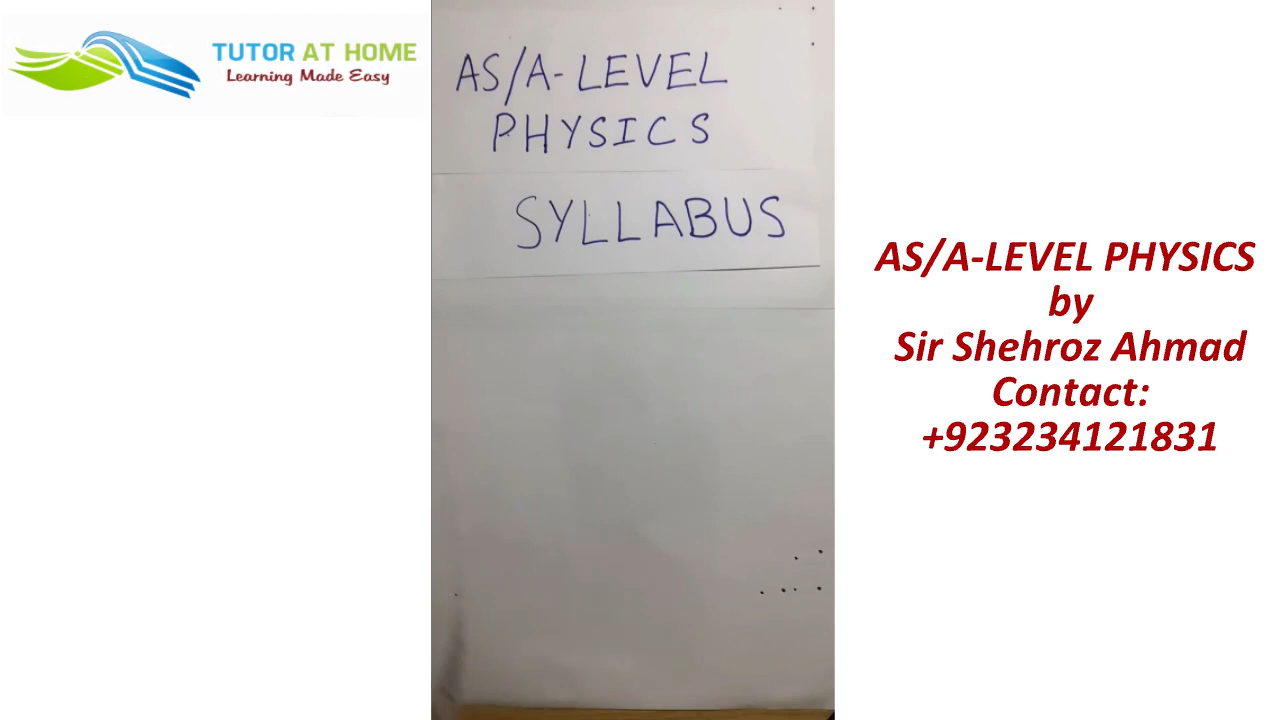 TUTOR AT HOME
Learning Made Easy
AS/A-LEVEL
PHYSICS
SYLLABUS
AS/A-LEVEL PHYSICS
by
Sir Shehroz Ahmad
Contact:
+923234121831